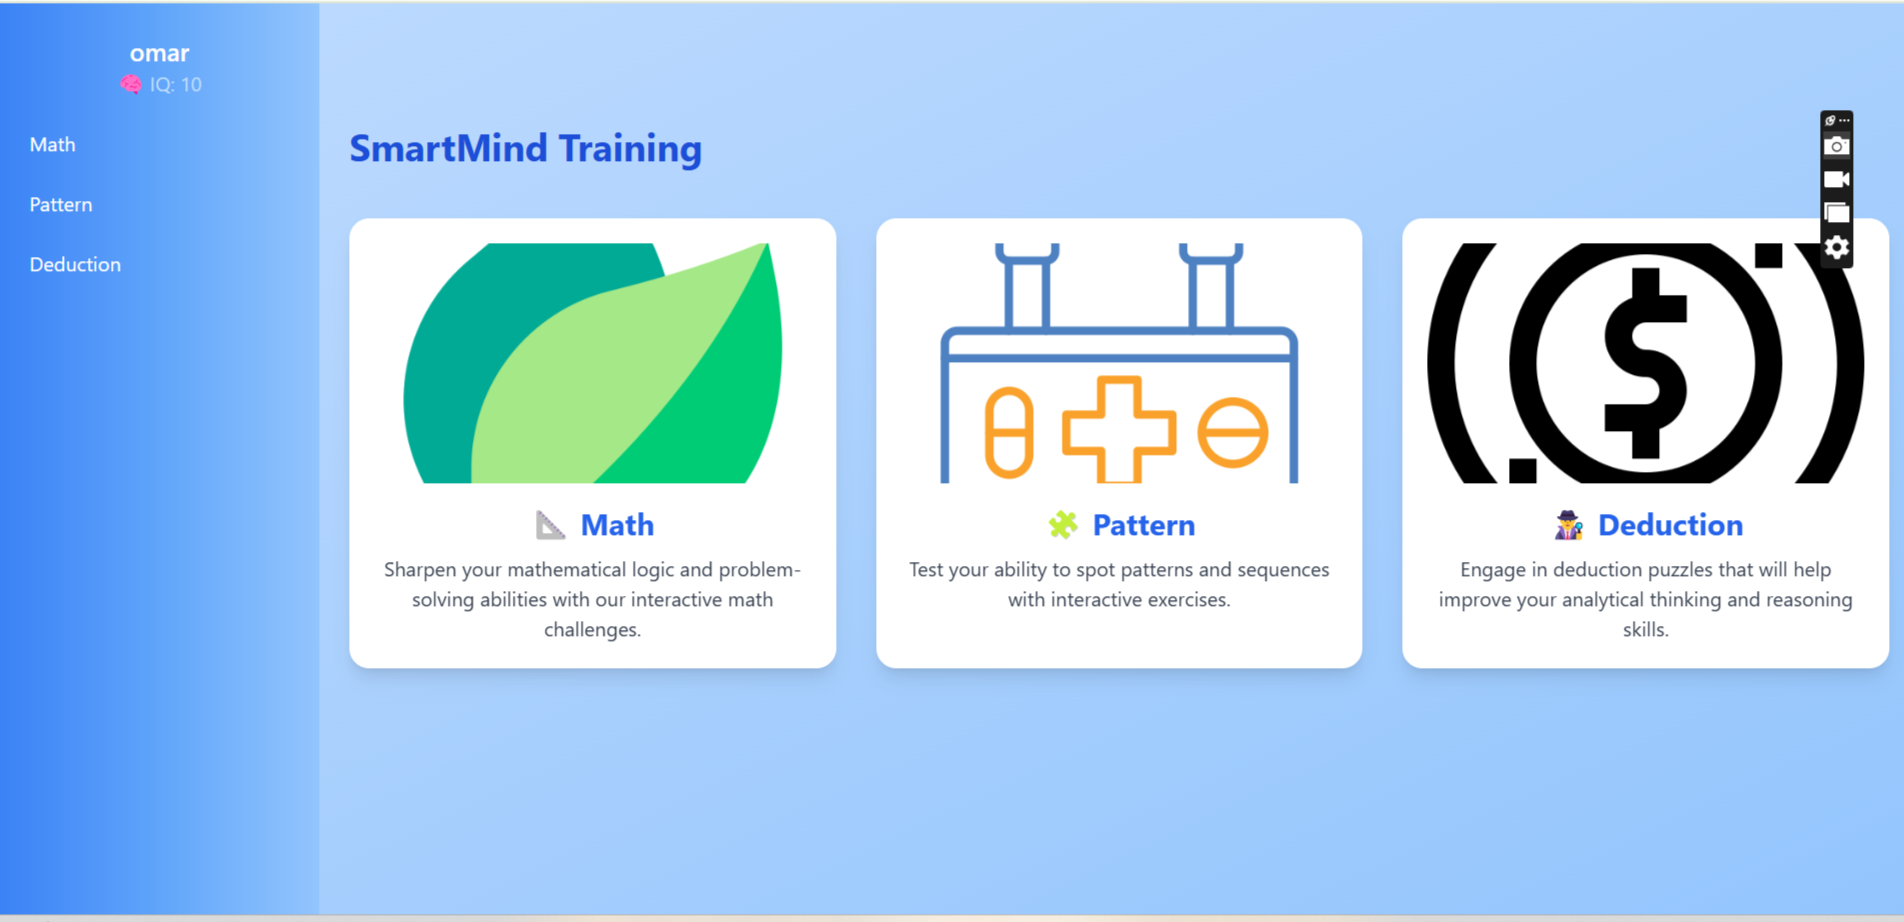 omar
IQ: 10
Math
Pattern
Deduction
SmartMind Training
Math
Sharpen your mathematical logic and problem-
solving abilities with our interactive math
challenges.
Pattern
Test your ability to spot patterns and sequences
with interactive exercises.
Deduction
Engage in deduction puzzles that will help
improve your analytical thinking and reasoning
skills.